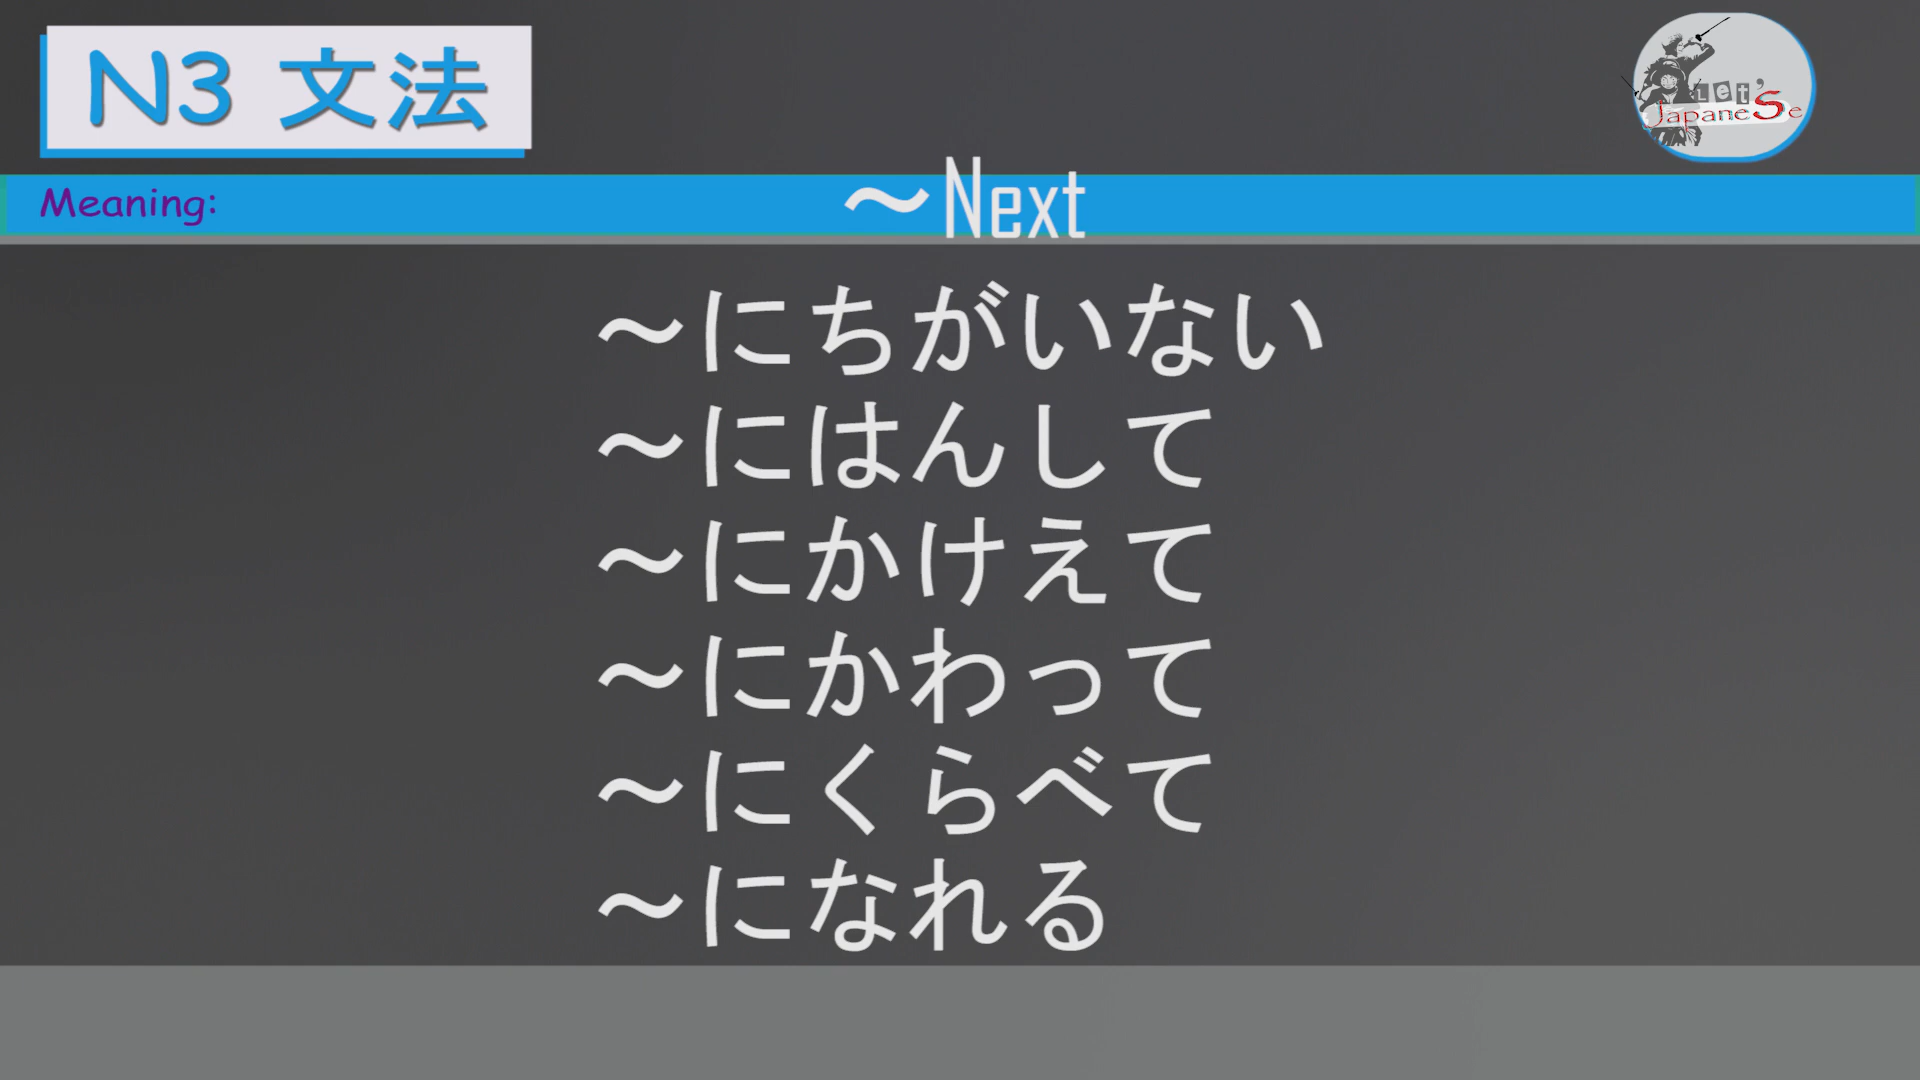 N3 文法
Let's
JapaneSe
Meaning:
～Next
～にちがいない
～にはんして
～にかけえて
～にかわって
～にくらべて
～になれる